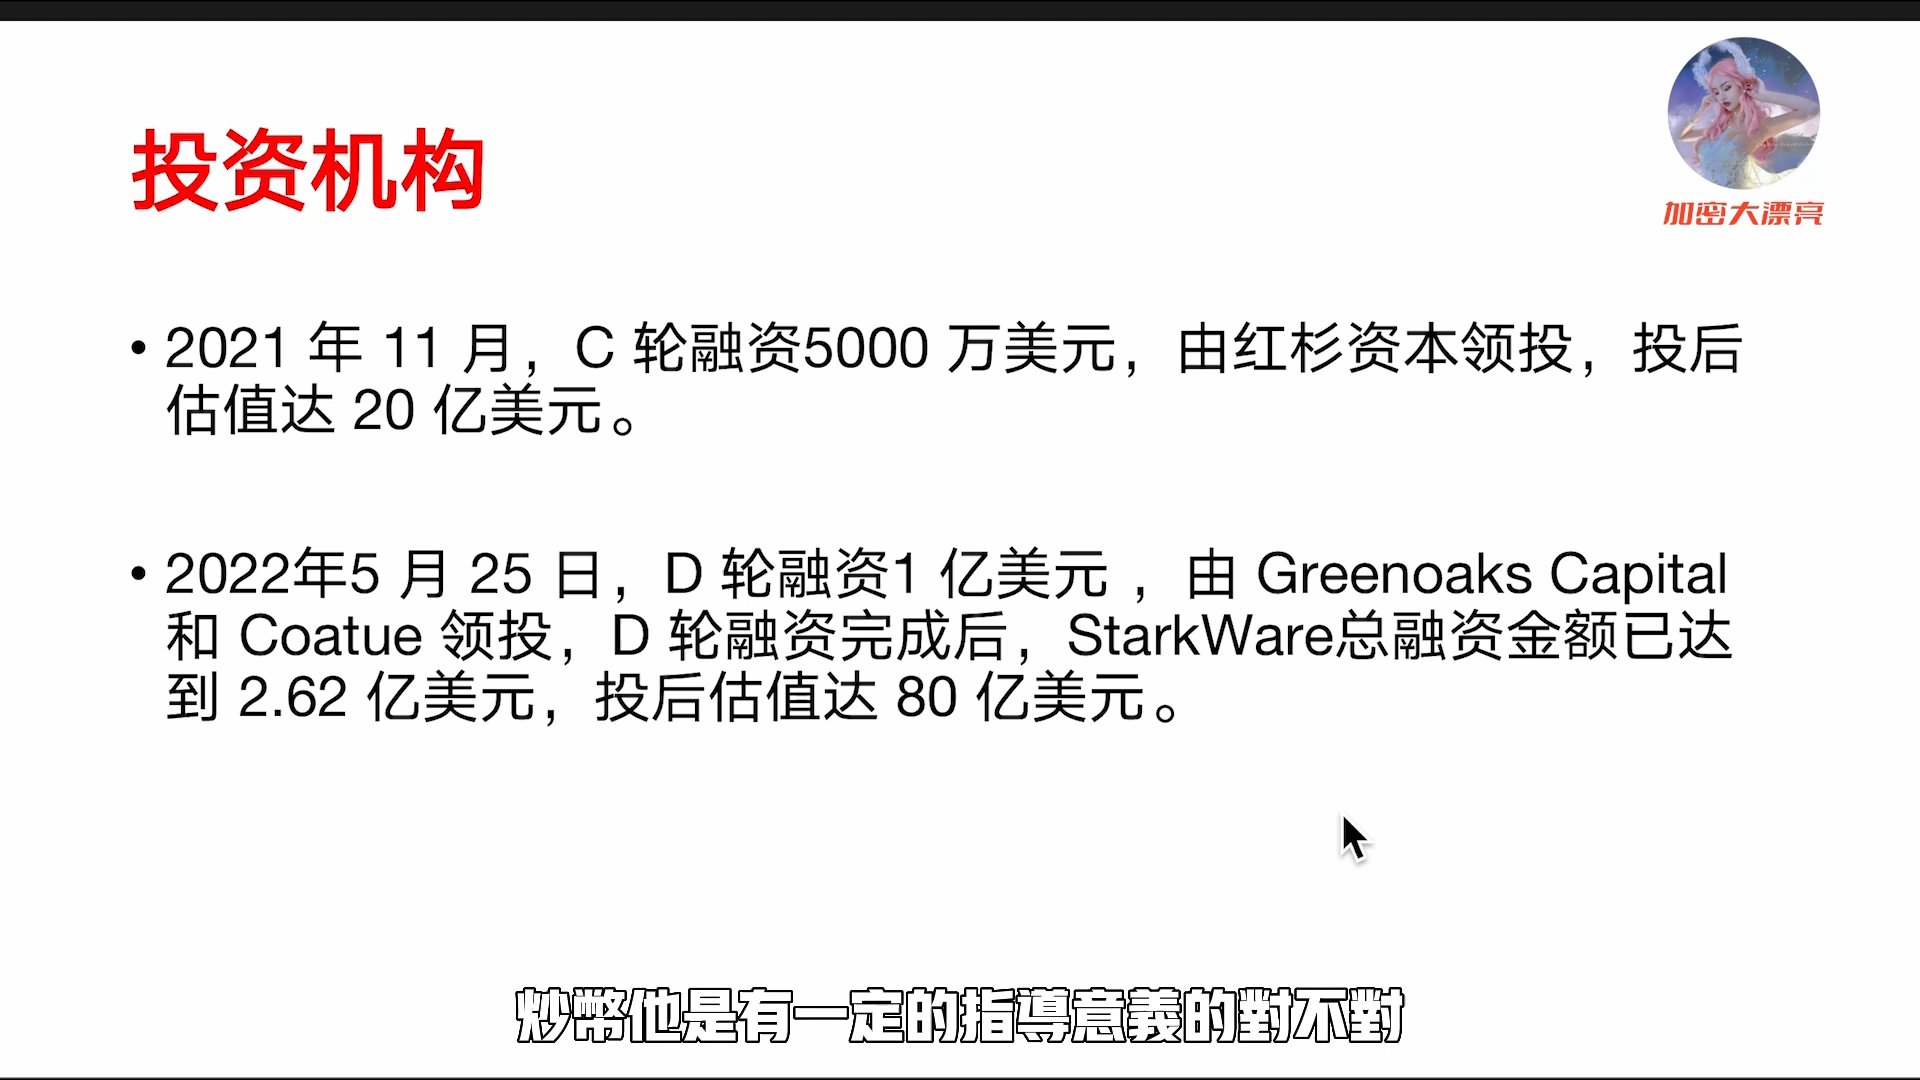 投资机构
加密大漂亮
• 2021 年 11 月，C 轮融资5000 万美元，由红杉资本领投，投后
估值达 20 亿美元。
• 2022年5 月 25 日，D 轮融资1 亿美元 ，由 Greenoaks Capital
和 Coatue 领投，D 轮融资完成后，StarkWare总融资金额已达
到 2.62 亿美元，投后估值达 80 亿美元。
炒幣他是有一定的指導意義的對不對